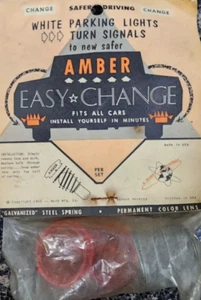 CHANGE SAFER DRIVING CHANGE
WHITE PARKING LIGHTS
TURN SIGNALS
to new safer
AMBER
EASY CHANGE
FITS ALL CARS
INSTALL YOURSELF IN MINUTES
MADE IN USA
PER
SET
"GALVANIZED" STEEL SPRING • PERMANENT COLOR LENS